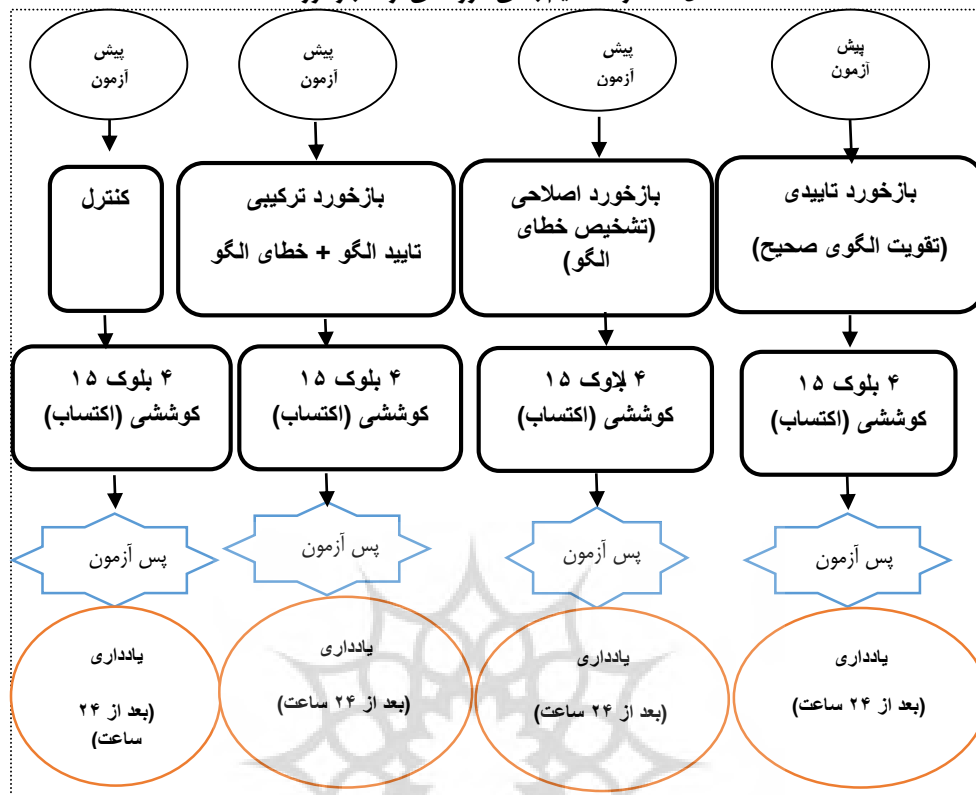 پیش
آزمون
پیش
آزمون
پیش
آزمون
پیش
آزمون
بازخورد تاییدی
(تقویت الگوی صحیح)
بازخورد اصلاحی
(تشخیص خطای
الگو)
بازخورد ترکیبی
تایید الگو + خطای الگو
کنترل
۴ بلوک ۱۵
کوششی (اکتساب)
۴ لاوک ۱۵
کوششی (اکتساب)
۴ بلوک ۱۵
کوششی (اکتساب)
۴ بلوک ۱۵
کوششی (اکتساب)
پس آزمون
پس آزمون
پس آزمون
پس آزمون
یادداری
(بعد از ۲۴ ساعت)
یادداری
(بعد از ۲۴ ساعت)
یادداری
(بعد از ۲۴ ساعت)
یادداری
(بعد از ۲۴
ساعت)